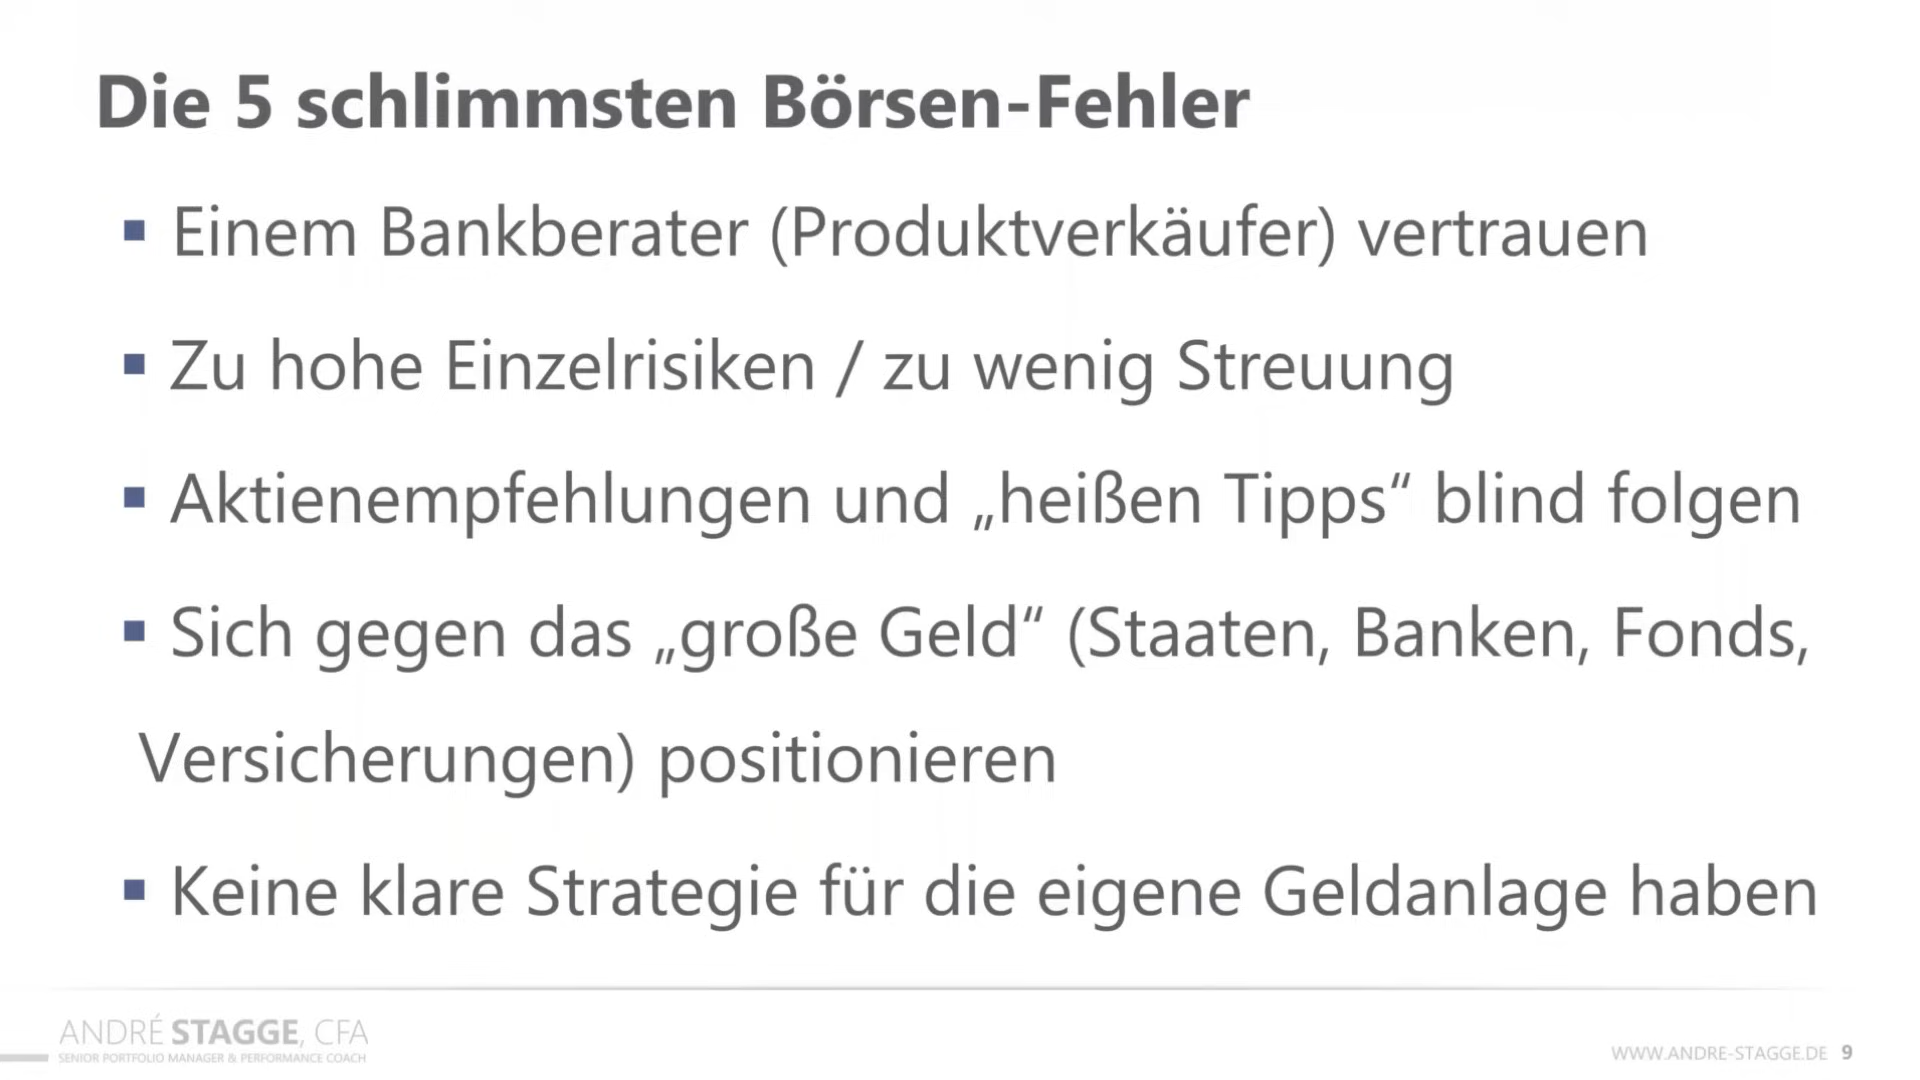 Die 5 schlimmsten Börsen-Fehler
▪ Einem Bankberater (Produktverkäufer) vertrauen
▪ Zu hohe Einzelrisiken / zu wenig Streuung
▪ Aktienempfehlungen und „heißen Tipps“ blind folgen
▪ Sich gegen das „große Geld“ (Staaten, Banken, Fonds,
Versicherungen) positionieren
▪ Keine klare Strategie für die eigene Geldanlage haben
ANDRÉ STAGGE, CFA
SENIOR PORTFOLIO MANAGER & PERFORMANCE COACH
WWW.ANDRE-STAGGE.DE 9